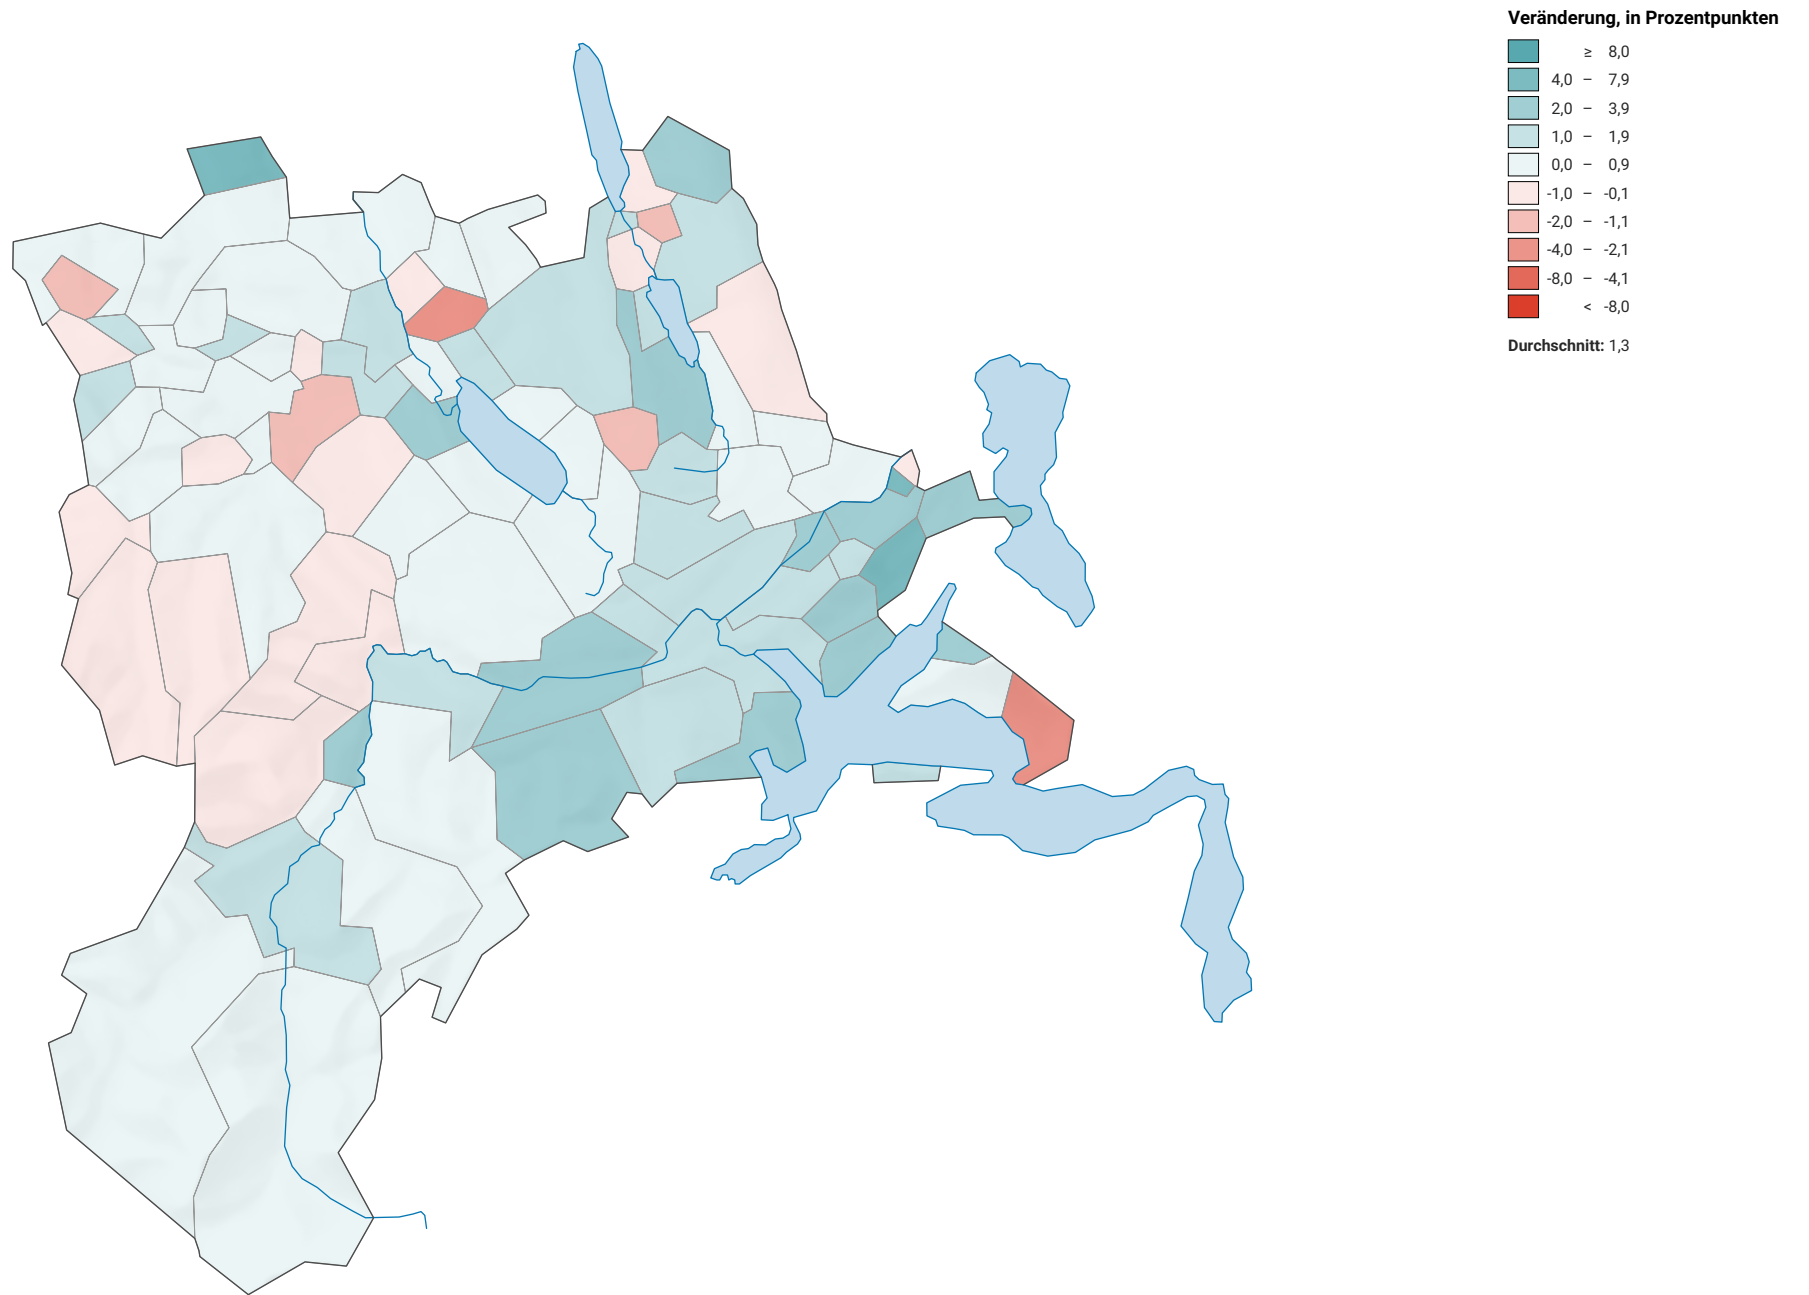 Veränderung, in Prozentpunkten
≥ 8,0
4,0 – 7,9
2,0 – 3,9
1,0 – 1,9
0,0 – 0,9
-1,0 – -0,1
-2,0 – -1,1
-4,0 – -2,1
-8,0 – -4,1
< -8,0
Durchschnitt: 1,3